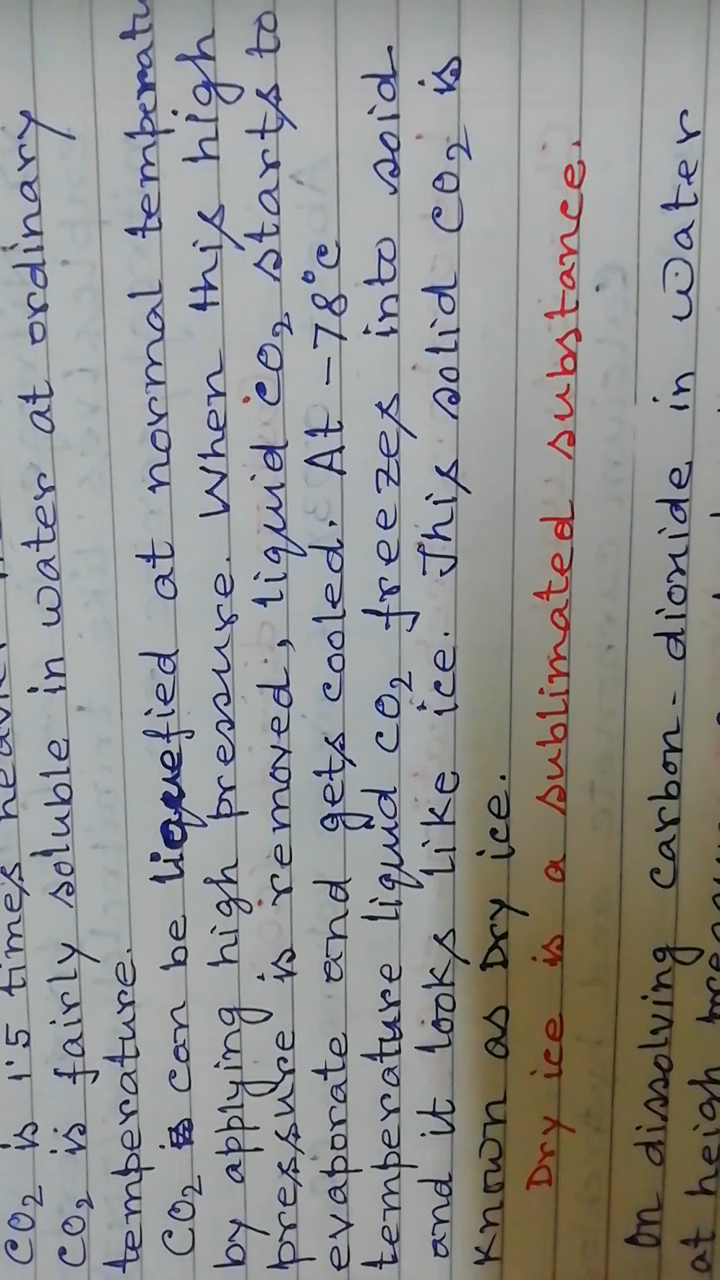 CO2 is 1.5 times
CO2 is fairly soluble in water at ordinary
temperature.
CO2 can be liquefied at normal
by applying high pressure. When this high
pressure is removed, liquid CO2 starts to
evaporate and gets cooled. At -78°C
temperature liquid CO2 freezes into soid
and it looks like ice. This solid CO2 is
known as Dry ice.
Dry ice is a sublimated substance.
On dissolving carbon-dioxide in water
at heigh